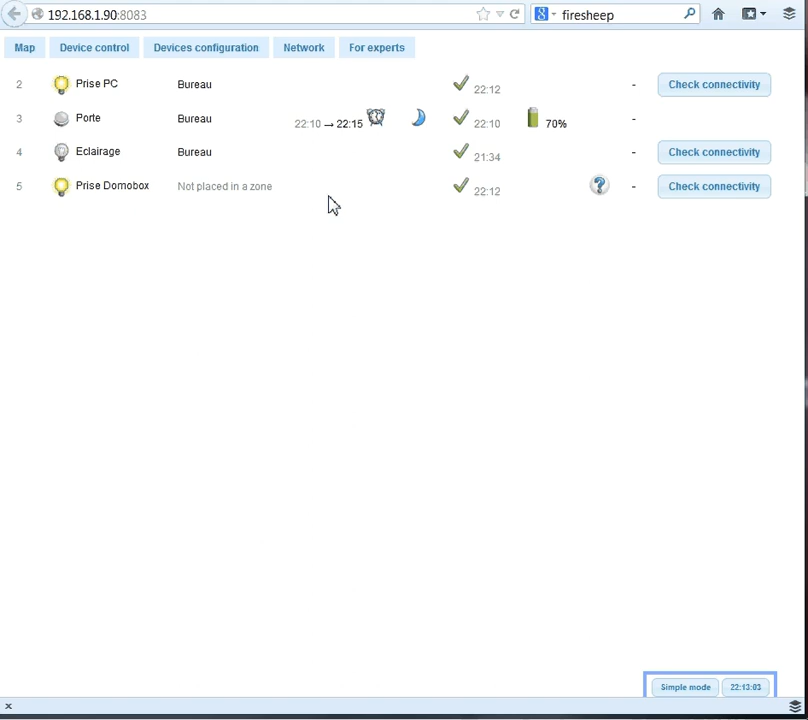 192.168.1.90:8083 8 firesheep
Map Device control Devices configuration Network For experts
2 Prise PC Bureau 22:12 - Check connectivity
3 Porte Bureau 22:10 → 22:15 22:10 70% -
4 Eclairage Bureau 21:34 - Check connectivity
5 Prise Domobox Not placed in a zone 22:12 ? - Check connectivity
Simple mode 22:13:03
x